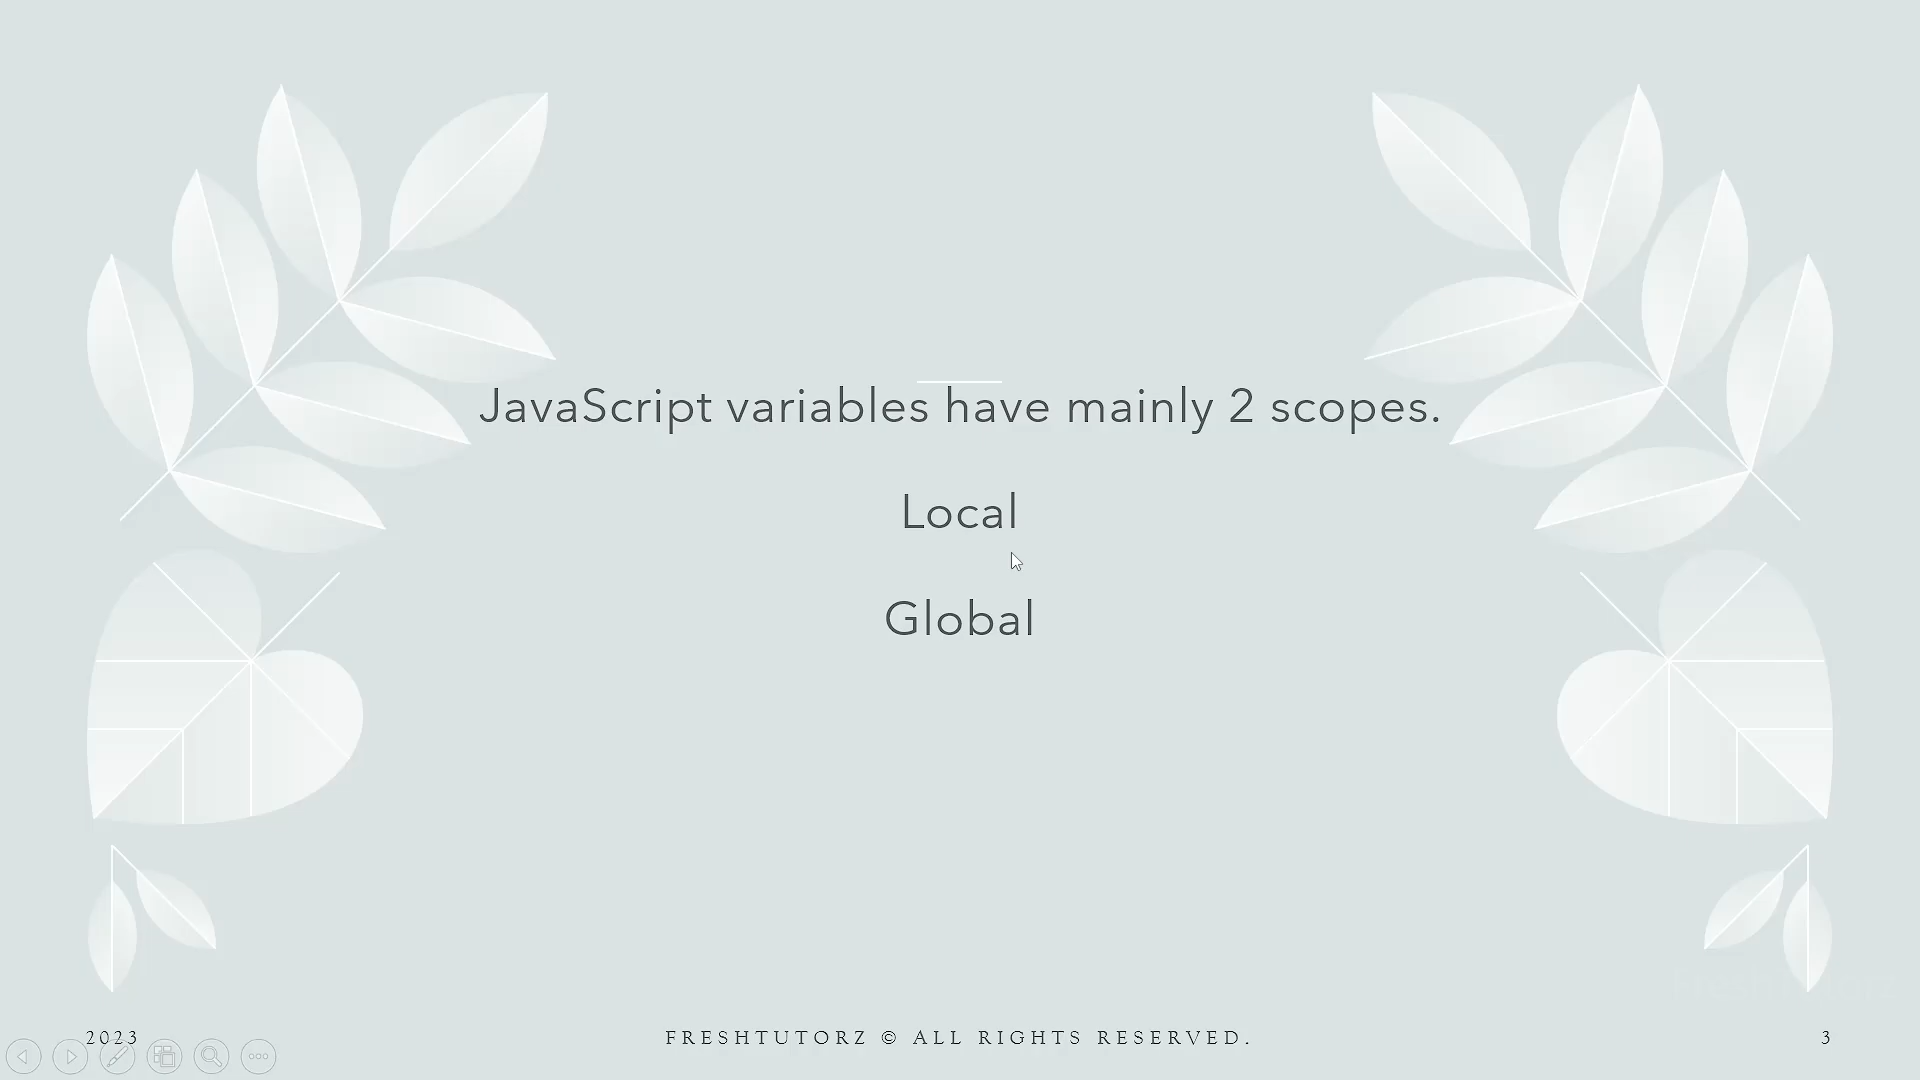 JavaScript variables have mainly 2 scopes.
Local
Global
2023
FRESHTUTORZ © ALL RIGHTS RESERVED.
3